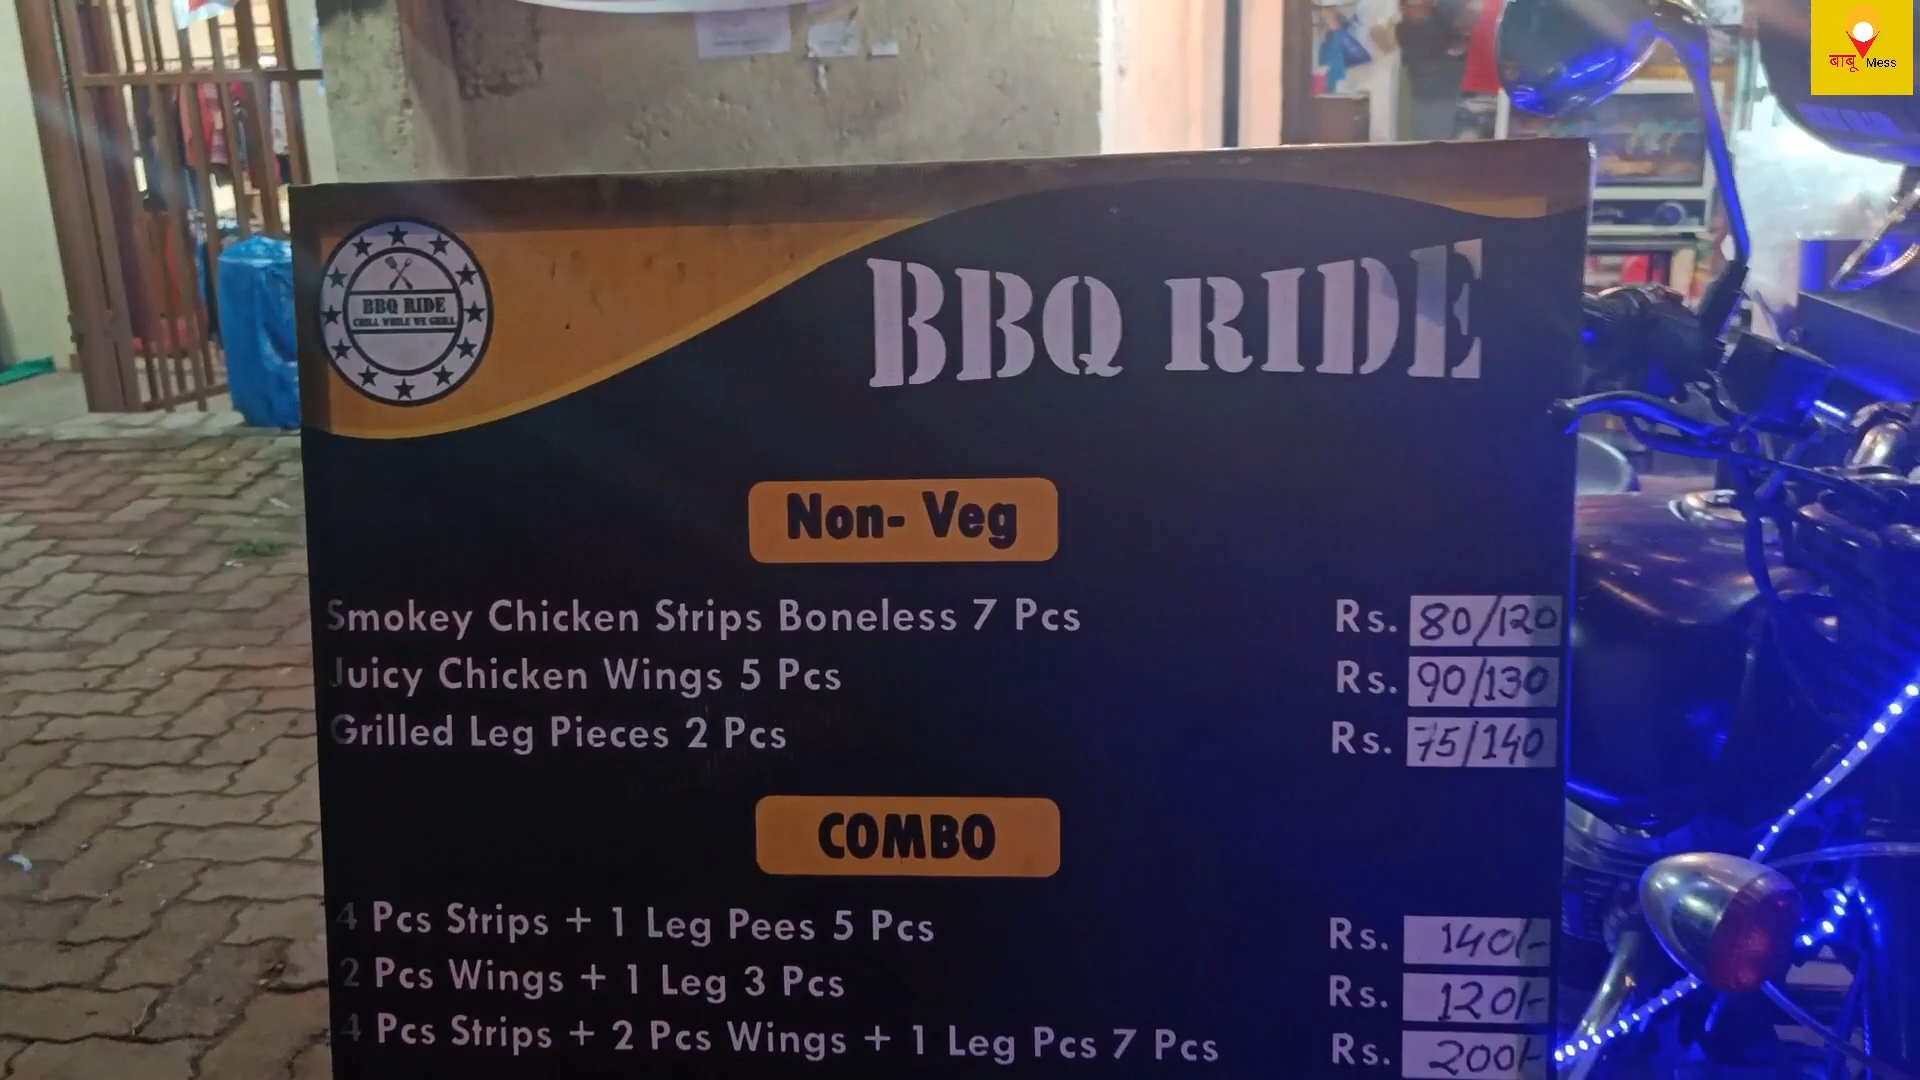 बाबू Mess
BBQ RIDE
CHILL WHILE WE GRILL
BBQ RIDE
Non- Veg
Smokey Chicken Strips Boneless 7 Pcs Rs. 80/120
Juicy Chicken Wings 5 Pcs Rs. 90/130
Grilled Leg Pieces 2 Pcs Rs. 75/140
COMBO
4 Pcs Strips + 1 Leg Pees 5 Pcs Rs. 140/-
2 Pcs Wings + 1 Leg 3 Pcs Rs. 120/-
4 Pcs Strips + 2 Pcs Wings + 1 Leg Pcs 7 Pcs Rs. 200/-